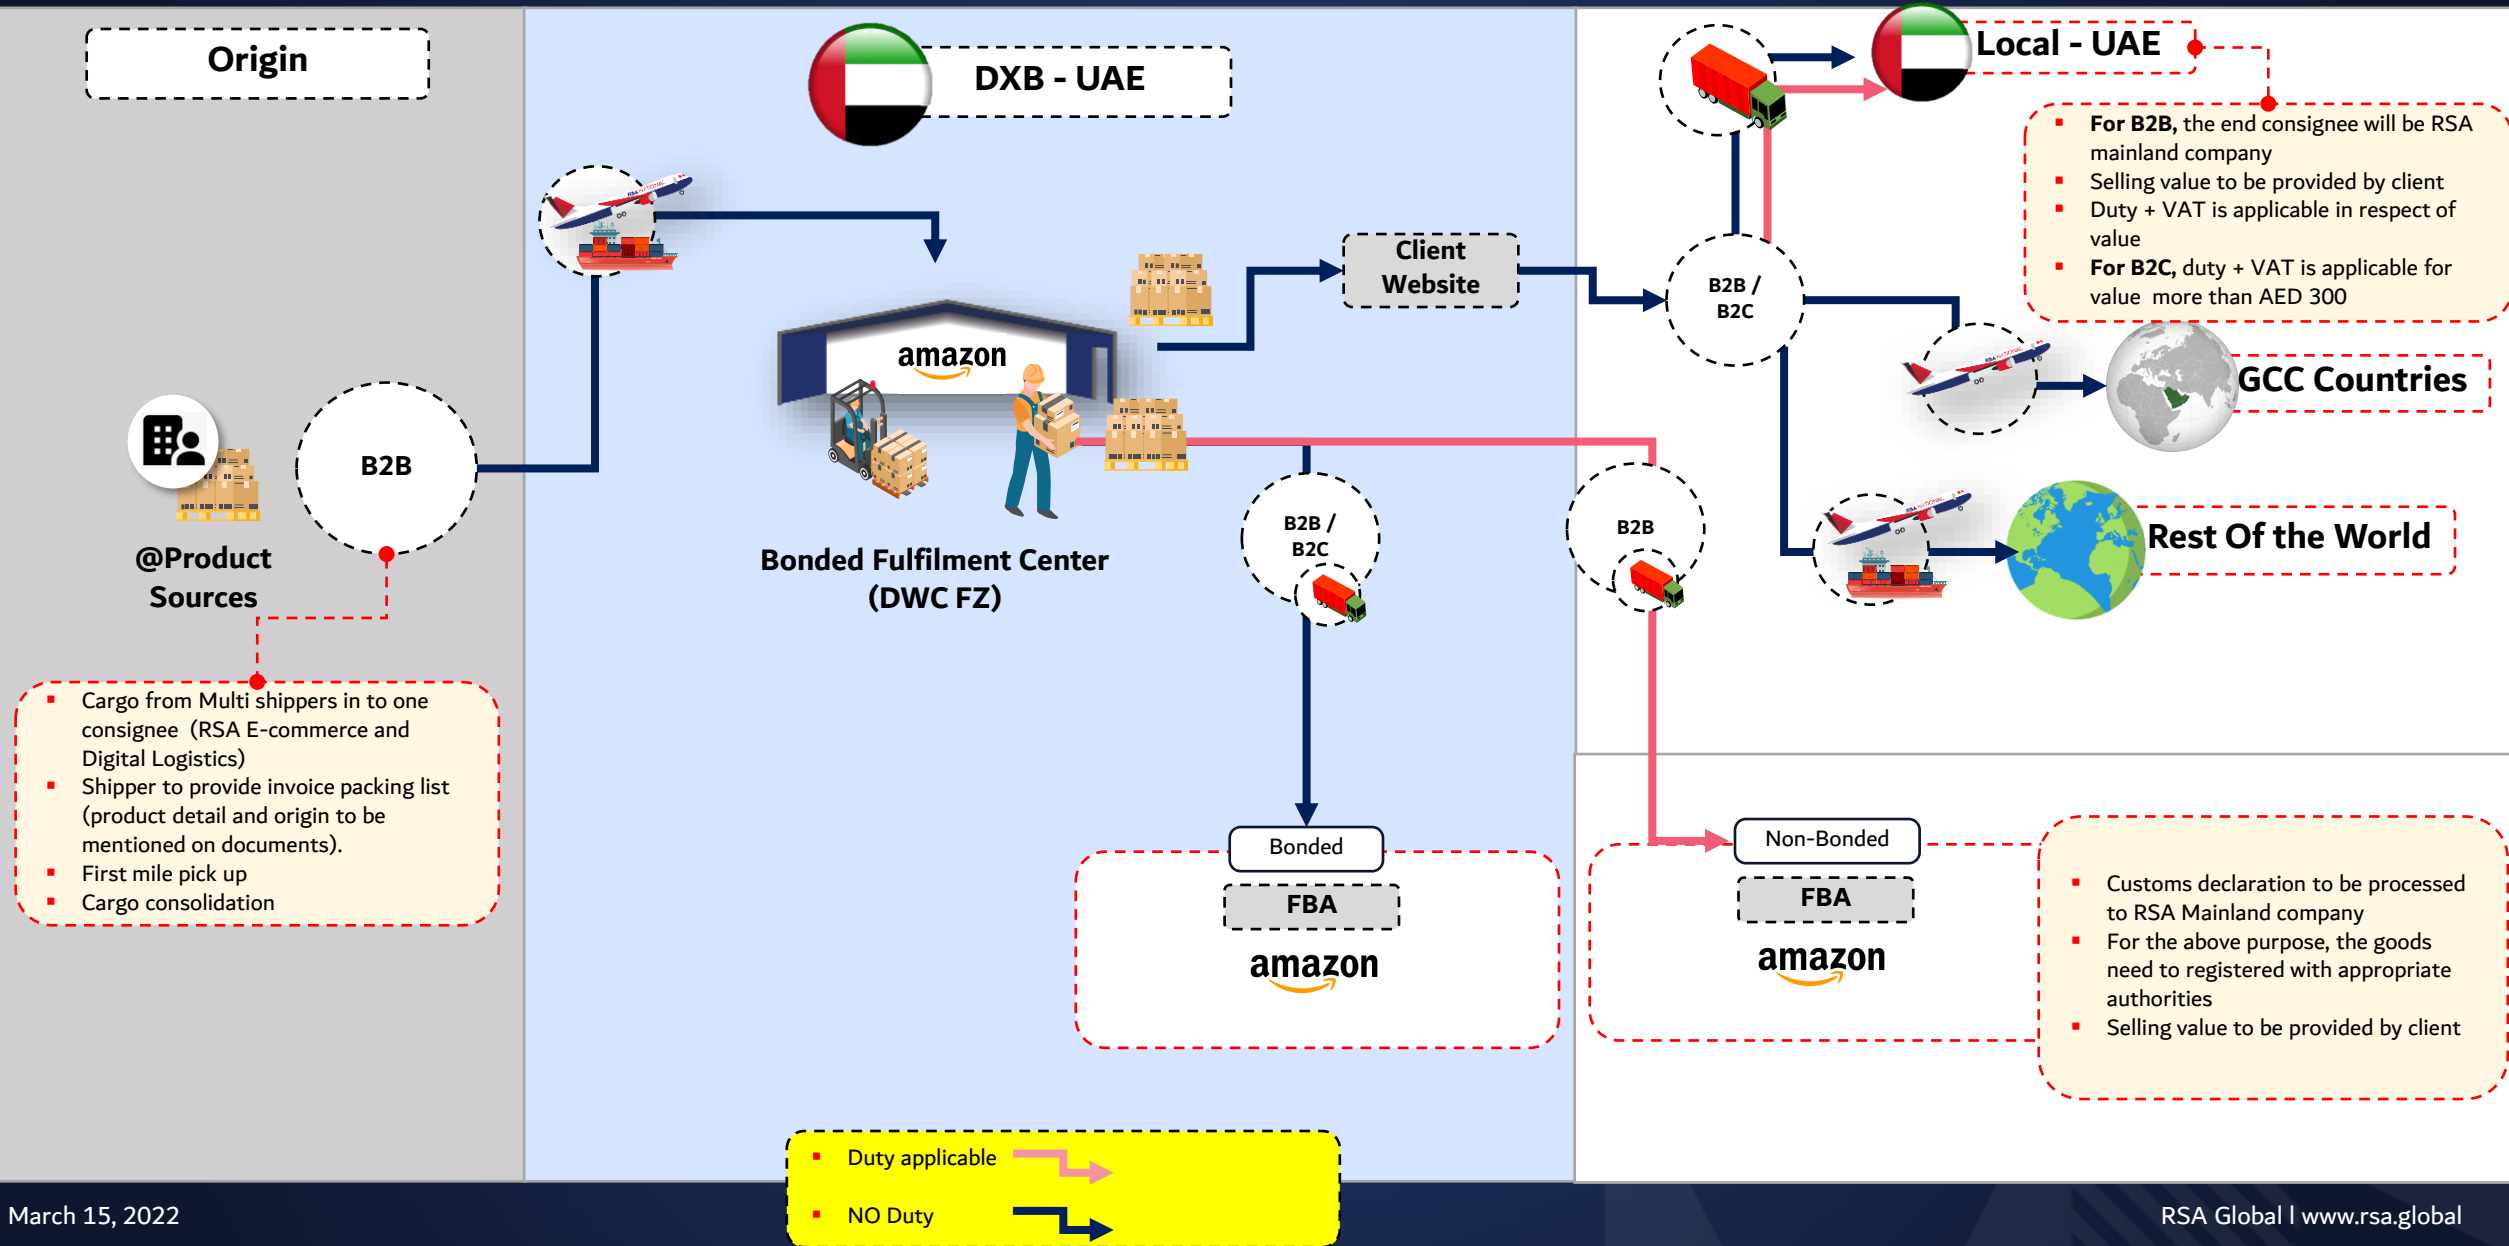 Origin
DXB - UAE
Local - UAE
For B2B, the end consignee will be RSA
mainland company
Selling value to be provided by client
Duty + VAT is applicable in respect of
value
For B2C, duty + VAT is applicable for
value more than AED 300
Client
Website
B2B /
B2C
amazon
GCC Countries
B2B
@Product
Sources
Bonded Fulfilment Center
(DWC FZ)
B2B /
B2C
B2B
Rest Of the World
Cargo from Multi shippers in to one
consignee (RSA E-commerce and
Digital Logistics)
Shipper to provide invoice packing list
(product detail and origin to be
mentioned on documents).
First mile pick up
Cargo consolidation
Bonded
FBA
amazon
Non-Bonded
FBA
amazon
Customs declaration to be processed
to RSA Mainland company
For the above purpose, the goods
need to registered with appropriate
authorities
Selling value to be provided by client
Duty applicable
NO Duty
March 15, 2022
RSA Global l www.rsa.global